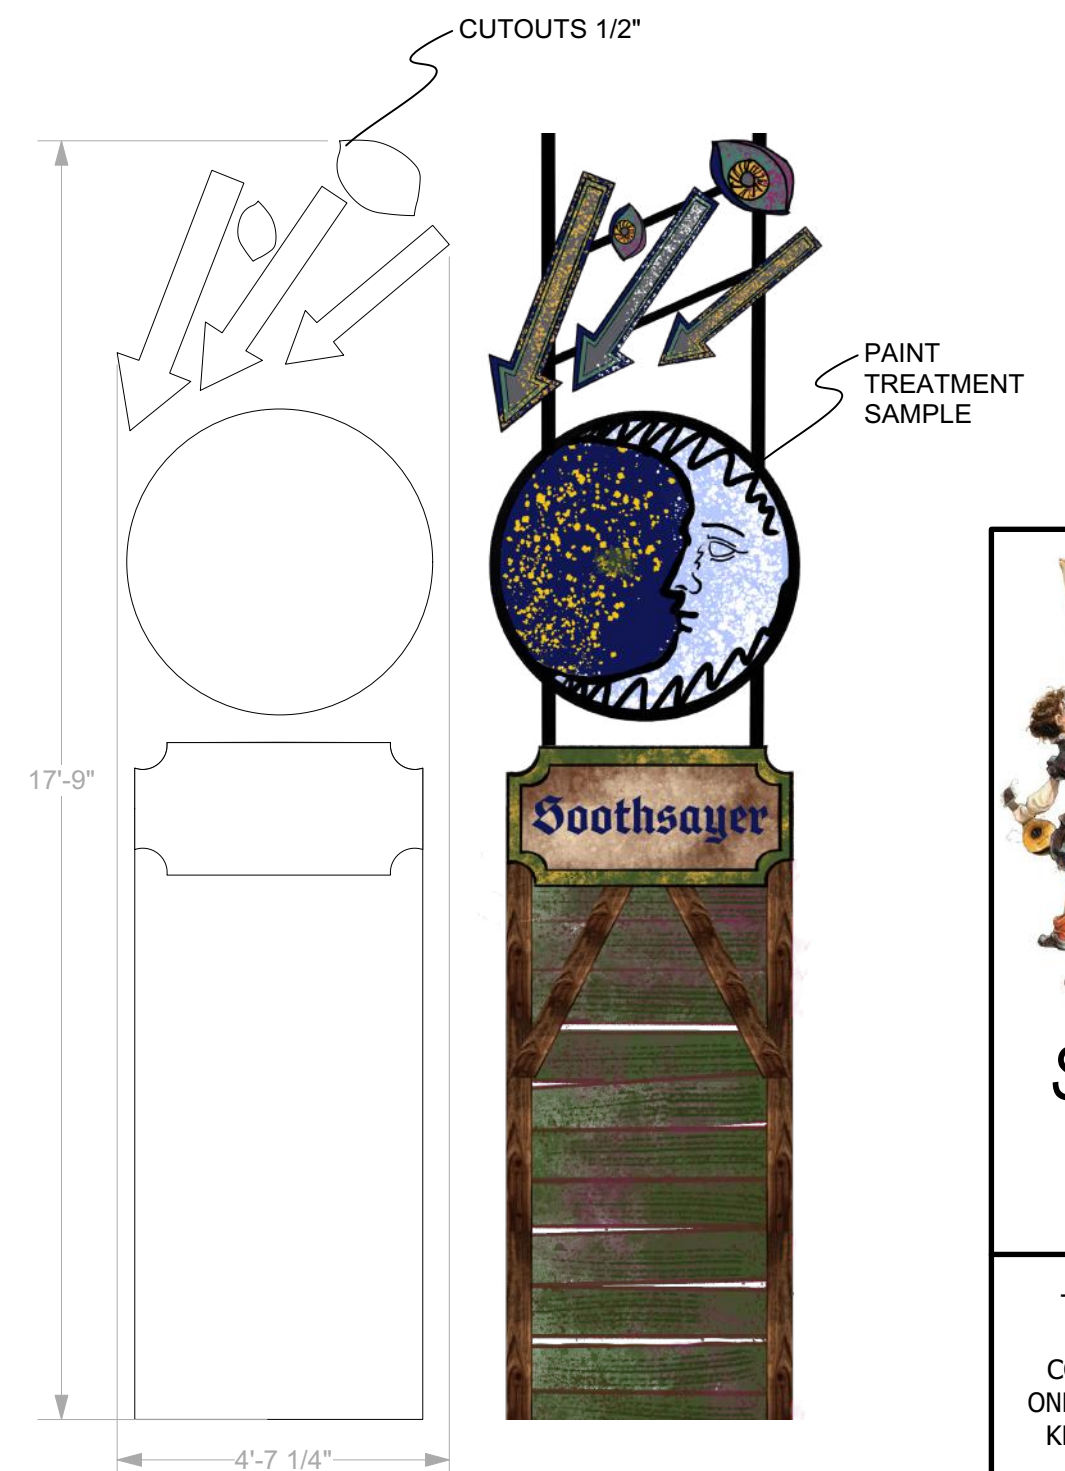 CUTOUTS 1/2"
PAINT
TREATMENT
SAMPLE
17'-9"
Soothsayer
4'-7 1/4"